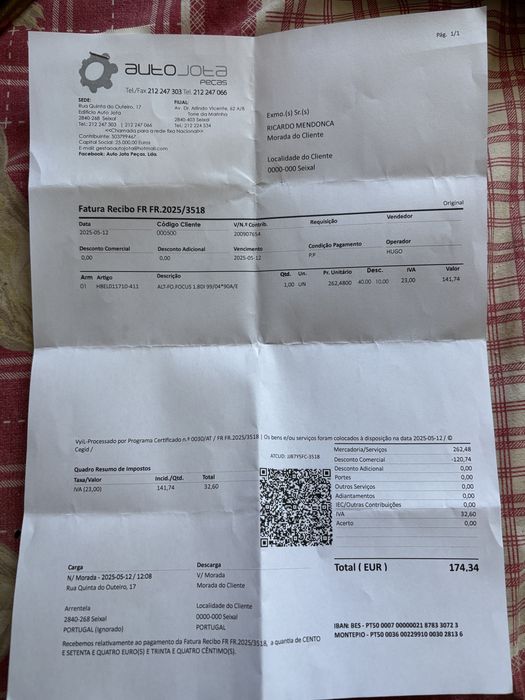 Pág. 1/1
autojota
peças
Tel./Fax 212 247 303 Tel. 212 247 066
SEDE:
Rua Quinta do Outeiro, 17
Edifício Auto Jota
2840-268 Seixal
Tel.: 212 247 303 | 212 247 066
FILIAL:
Av. Dr. Arlindo Vicente, 62 A/B
Torre da Marinha
2840-403 Seixal
Tel.: 212 224 534
<<Chamada para a rede fixa Nacional>>
Contribuinte: 503799467
Capital Social: 25.000.00 Euros
E-mail: gestaoautojota@hotmail.com
Facebook: Auto Jota Peças, Lda.
Exmo.(s) Sr.(s)
RICARDO MENDONCA
Morada do Cliente
Localidade do Cliente
0000-000 Seixal
Fatura Recibo FR FR.2025/3518
Original
Data Código Cliente V/N.º Contrib. Requisição Vendedor
2025-05-12 000500 200907654
Desconto Comercial Desconto Adicional Vencimento Condição Pagamento Operador
0,00 0,00 2025-05-12 P.P HUGO
Arm Artigo Descrição Qtd. Un. Pr. Unitário Desc. IVA Valor
01 HBELD11710-411 ALT-FO.FOCUS 1.8DI 99/04*90A/E 1,00 UN 262,4800 40.00 10.00 23,00 141,74
VyiL-Processado por Programa Certificado n.º 0030/AT / FR FR.2025/3518 | Os bens e/ou serviços foram colocados à disposição na data 2025-05-12 / ©
Cegid /
ATCUD: JJB7Y5FC-3518
Quadro Resumo de Impostos
Taxa/Valor Incid./Qtd. Total
IVA (23,00) 141,74 32,60
Mercadoria/Serviços 262,48
Desconto Comercial -120,74
Desconto Adicional 0,00
Portes 0,00
Outros Serviços 0,00
Adiantamentos 0,00
IEC/Outras Contribuições 0,00
IVA 32,60
Acerto 0,00
Total ( EUR ) 174,34
Carga
N/ Morada - 2025-05-12 / 12:08
Rua Quinta do Outeiro, 17
Arrentela
2840-268 Seixal
PORTUGAL (Ignorado)
Descarga
V/ Morada
Morada do Cliente
Localidade do Cliente
0000-000 Seixal
PORTUGAL
IBAN: BES - PT50 0007 00000021 8783 3072 3
MONTEPIO - PT50 0036 00229910 0030 2813 6
Recebemos relativamente ao pagamento da Fatura Recibo FR FR.2025/3518, a quantia de CENTO
E SETENTA E QUATRO EURO(S) E TRINTA E QUATRO CÊNTIMO(S).